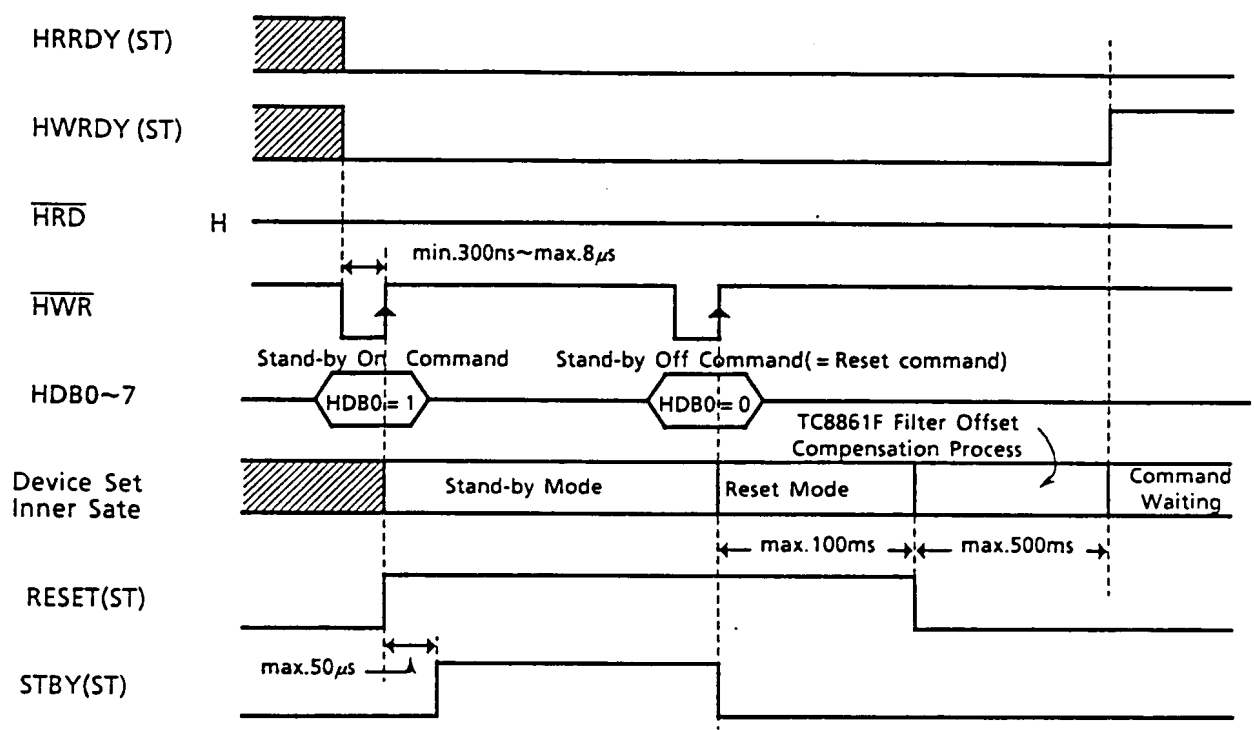 HRRDY (ST)
HWRDY (ST)
HRD
H
min.300ns~max.8μs
HWR
Stand-by On Command
Stand-by Off Command(=Reset command)
HDB0~7
HDB0=1
HDB0=0
TC8861F Filter Offset
Compensation Process
Device Set
Inner Sate
Stand-by Mode
Reset Mode
Command
Waiting
max.100ms
max.500ms
RESET(ST)
max.50μs
STBY(ST)